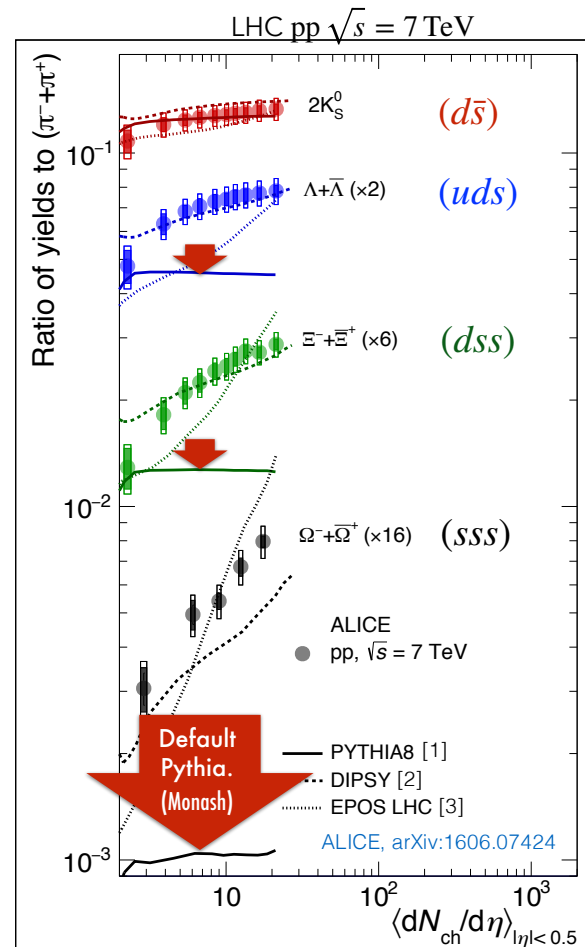 LHC pp √s = 7 TeV
Ratio of yields to (π⁻+π⁺)
10⁻¹
10⁻²
10⁻³
2K⁰_S
(ds̄)
Λ+Λ̄ (×2)
(uds)
Ξ⁻+Ξ̄⁺ (×6)
(dss)
Ω⁻+Ω̄⁺ (×16)
(sss)
ALICE
pp, √s = 7 TeV
Default
Pythia.
(Monash)
PYTHIA8 [1]
DIPSY [2]
EPOS LHC [3]
ALICE, arXiv:1606.07424
10
10²
10³
⟨dN_ch/dη⟩_|η|< 0.5